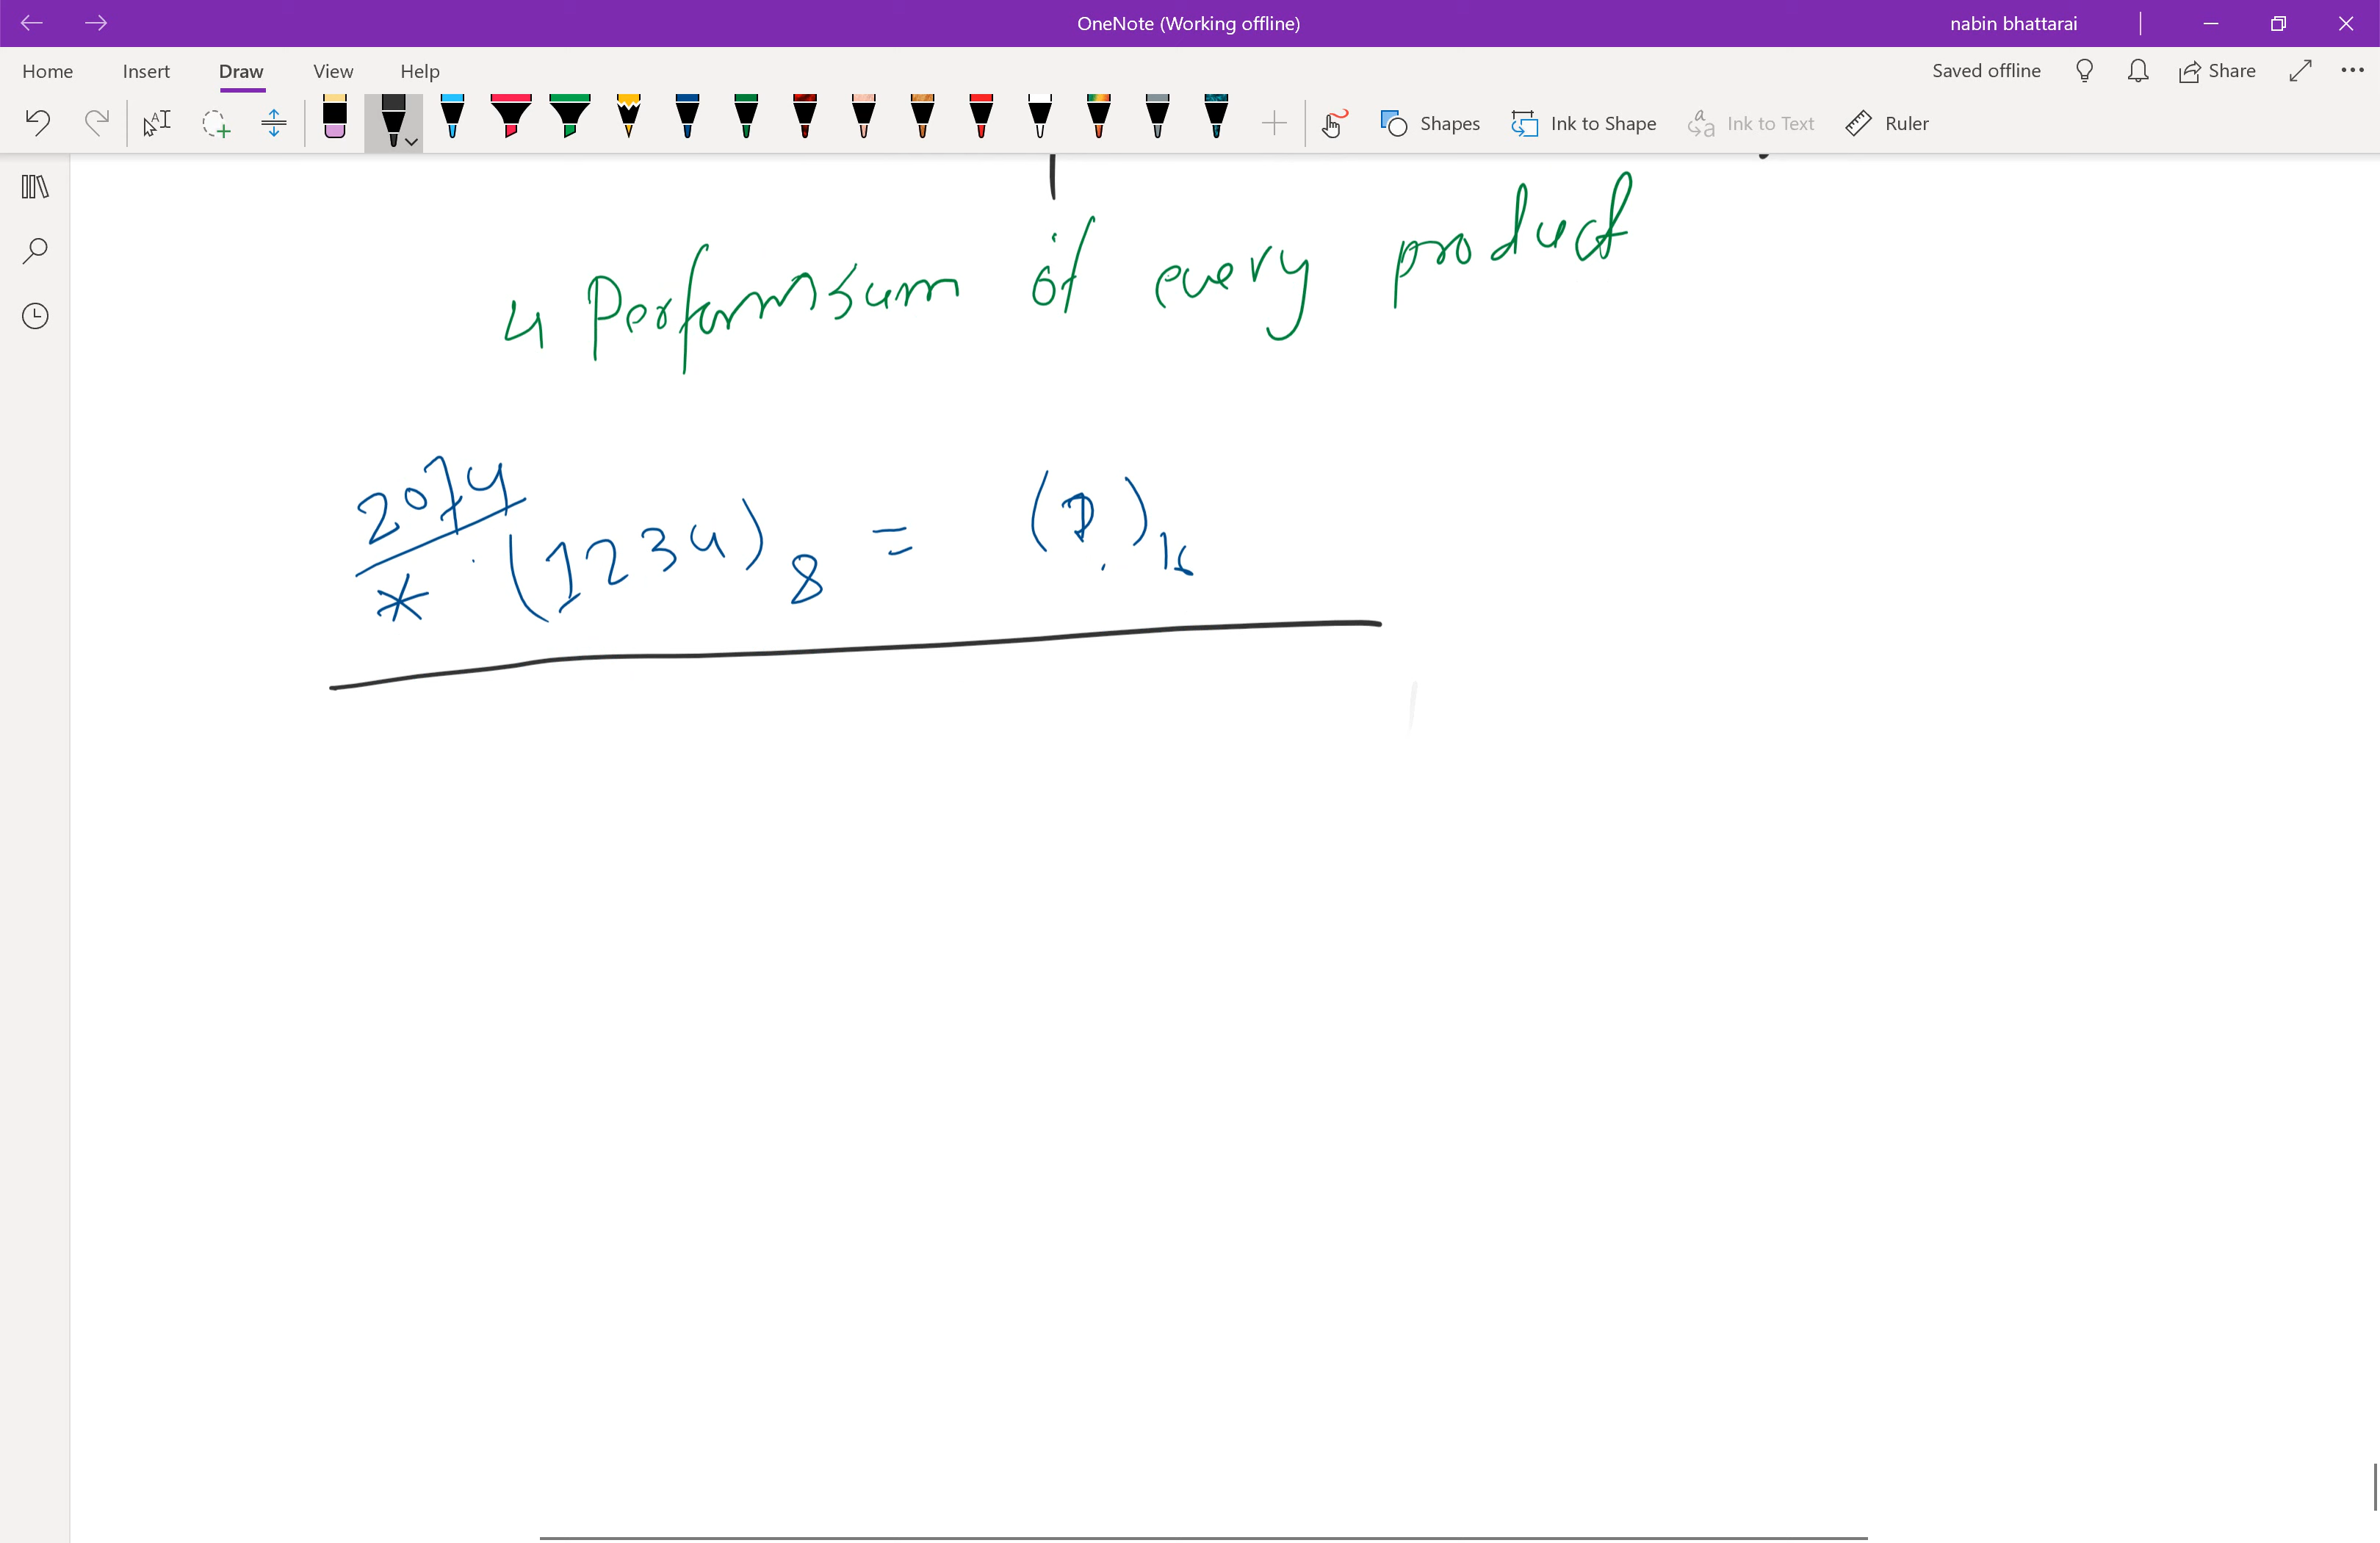 OneNote (Working offline)
nabin bhattarai
Home Insert Draw View Help
Saved offline Share
Shapes Ink to Shape Ink to Text Ruler
4 Perform sum of every product
2074
* (1234)8 = (?)16